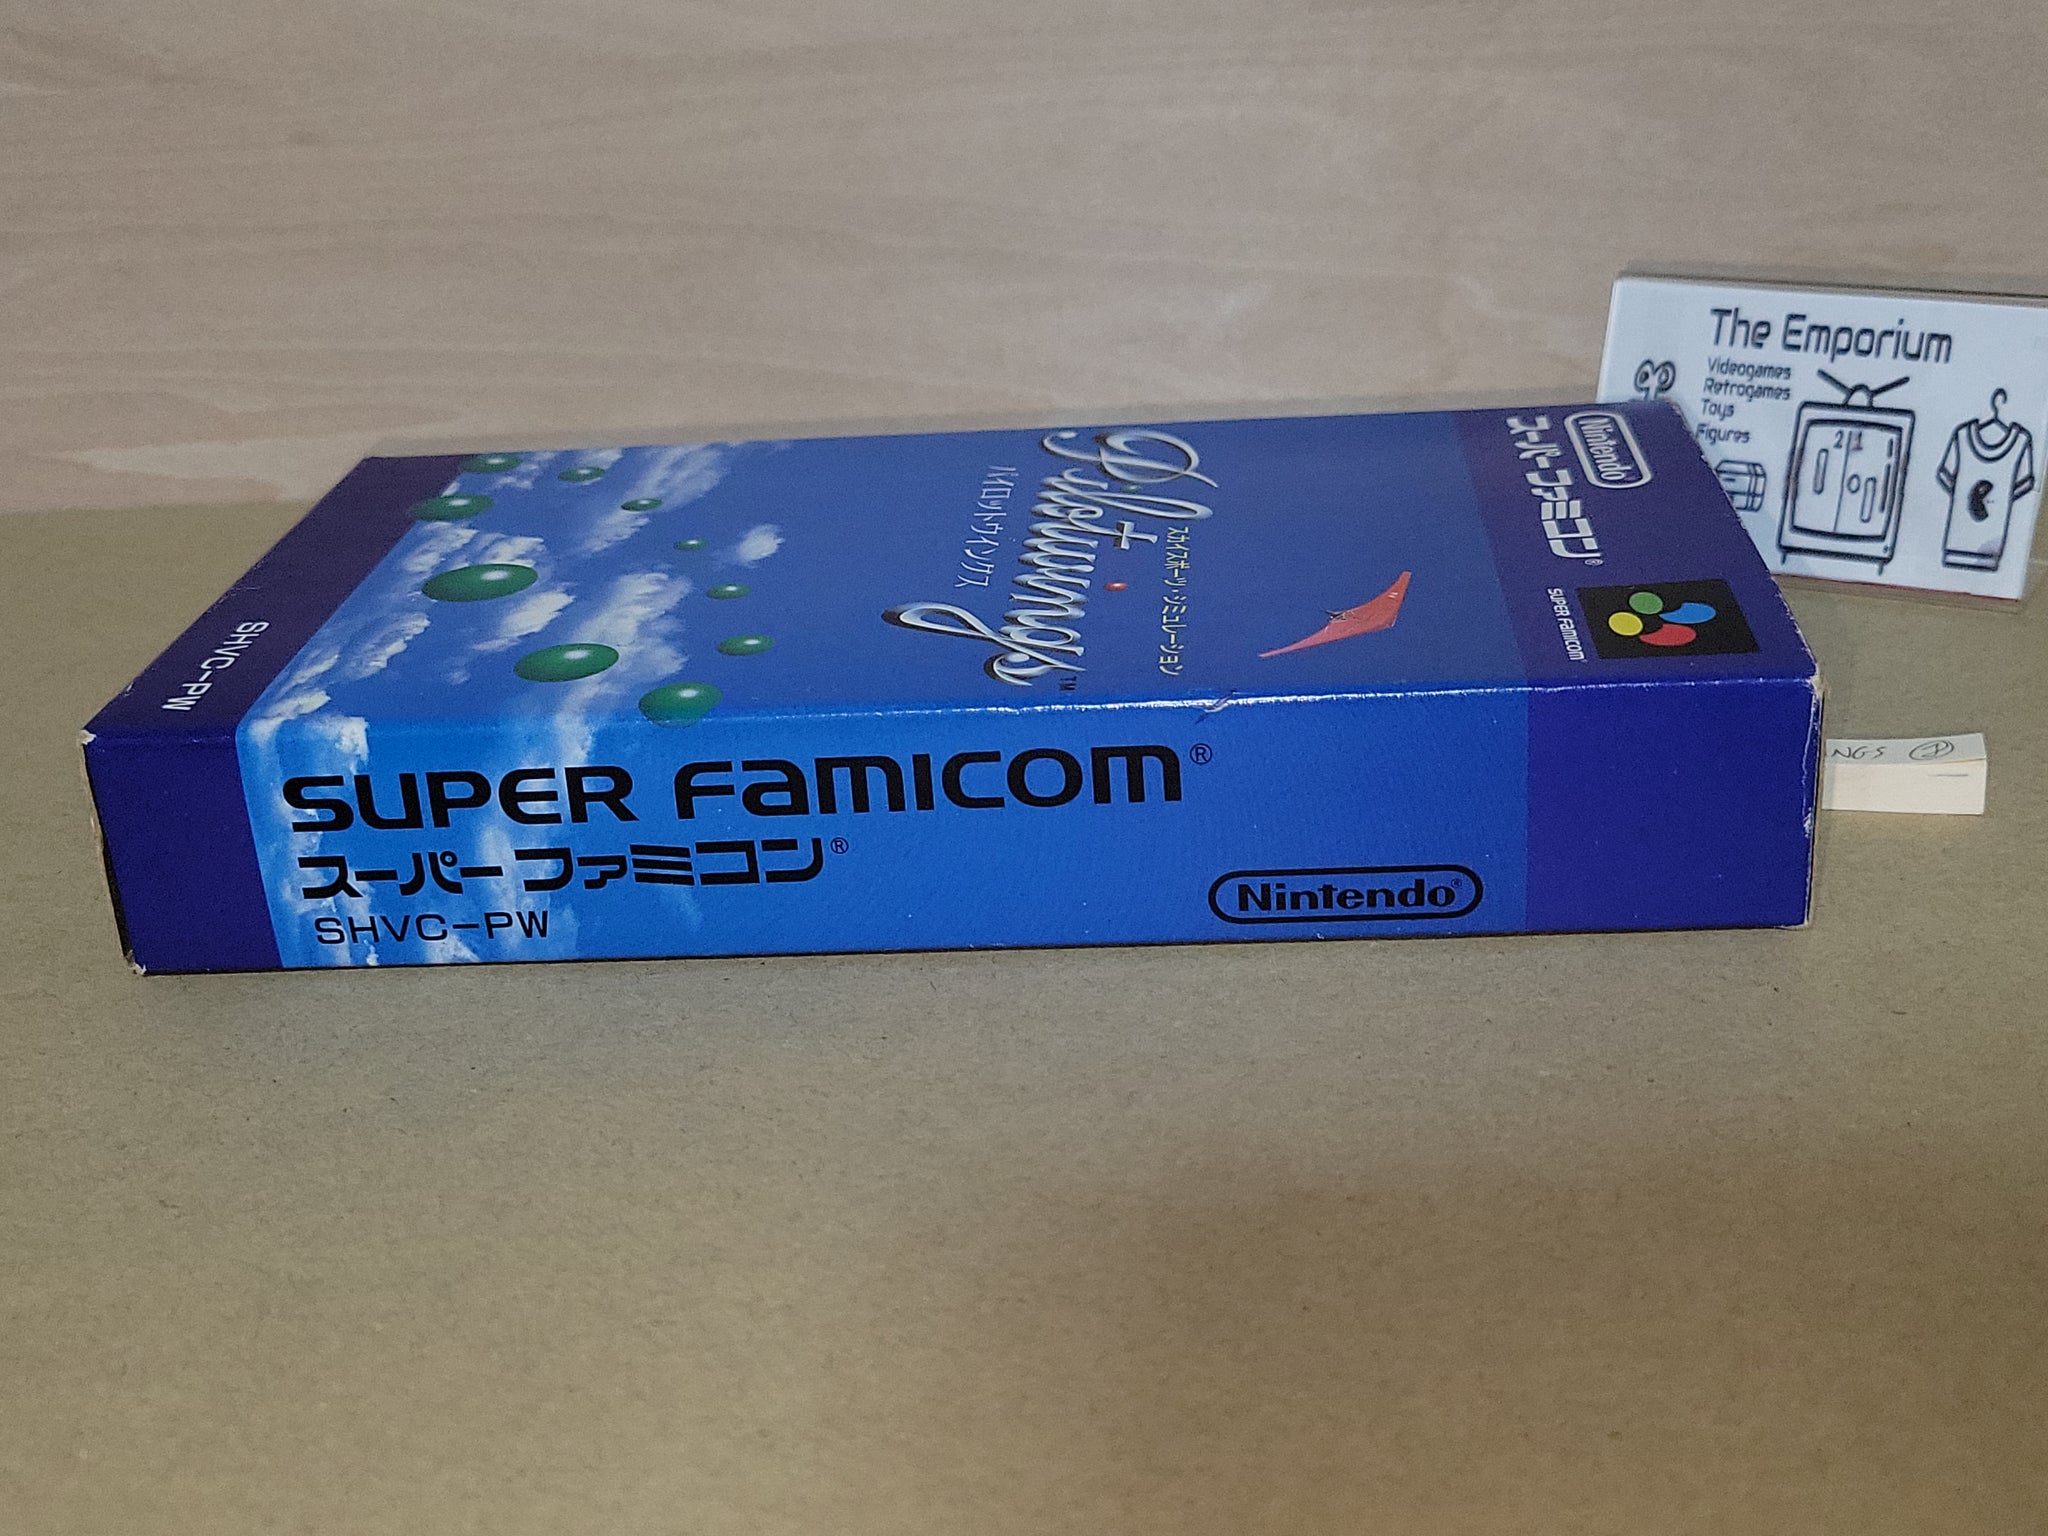 The Emporium
Videogames
Retrogames
Toys
Figures
21
Nintendo
スーパーファミコン®
SUPER FAMICOM®
スカイスポーツ・シミュレーション
Pilotwings™
パイロットウイングス
SHVC-PW
SUPER FAMICOM®
スーパーファミコン®
SHVC-PW
Nintendo®
NGS